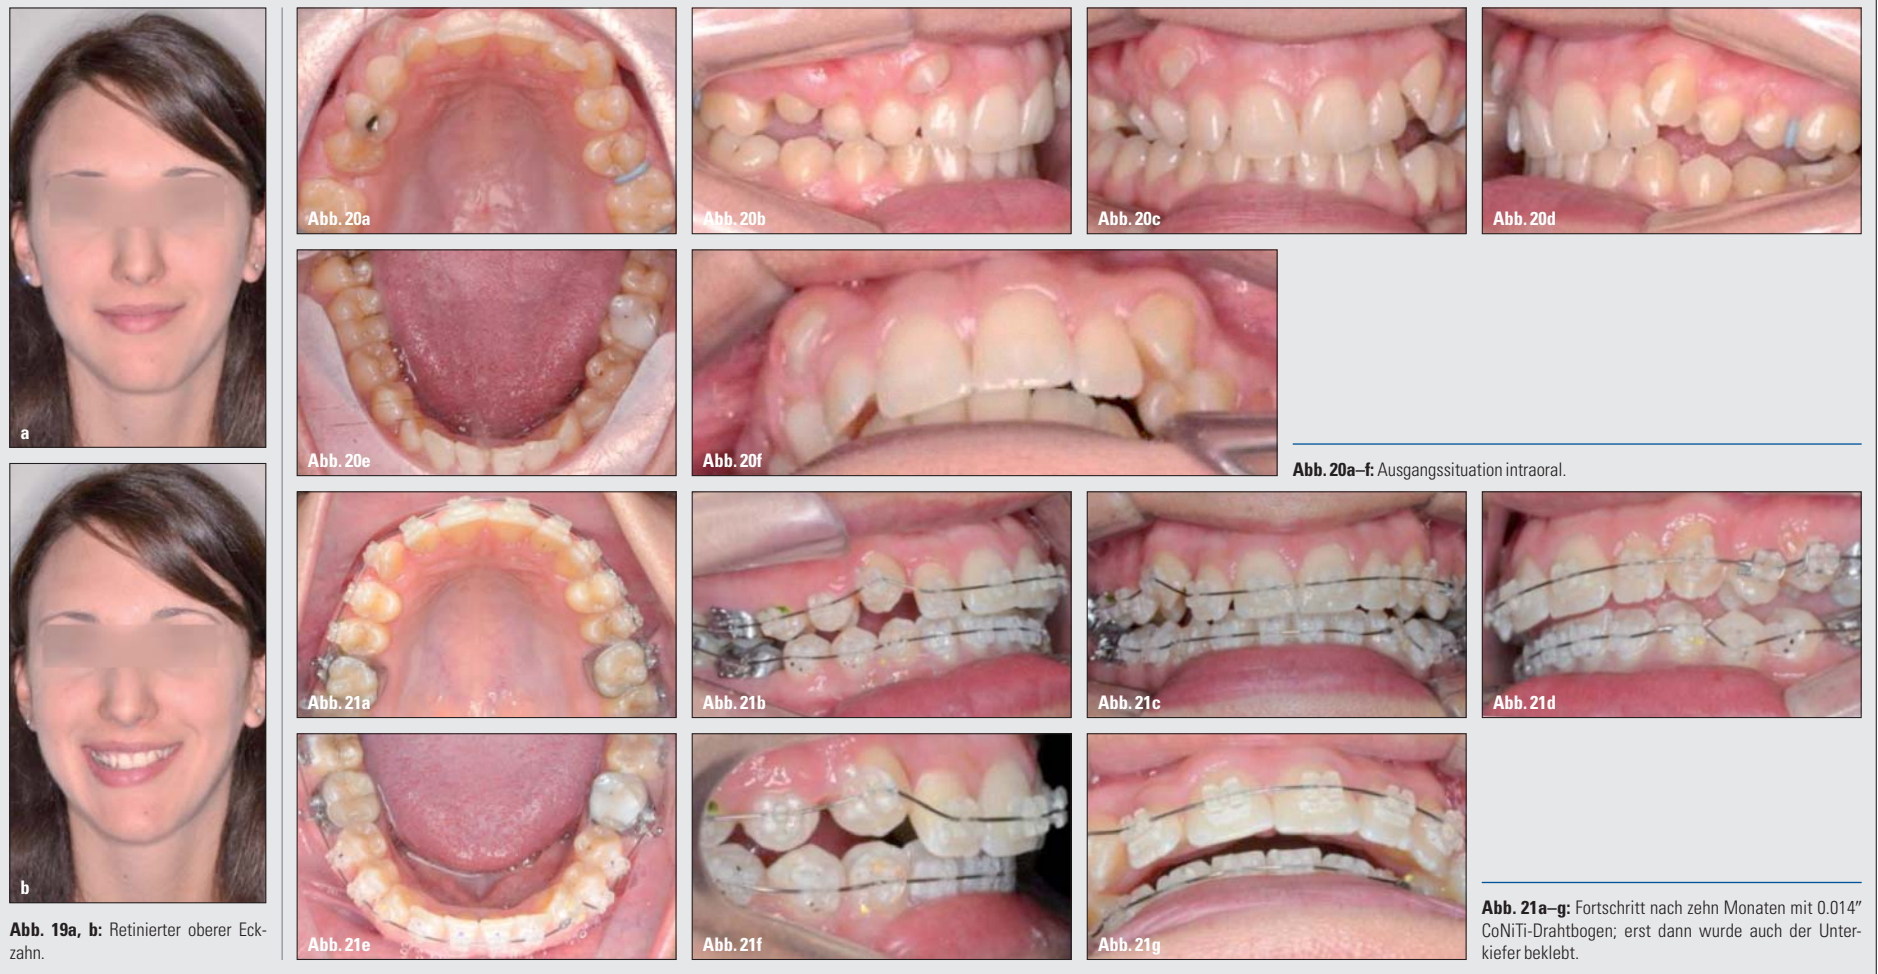 a
b
Abb. 19a, b: Retinierter oberer Eck-
zahn.
Abb. 20a
Abb. 20b
Abb. 20c
Abb. 20d
Abb. 20e
Abb. 20f
Abb. 20a–f: Ausgangssituation intraoral.
Abb. 21a
Abb. 21b
Abb. 21c
Abb. 21d
Abb. 21e
Abb. 21f
Abb. 21g
Abb. 21a–g: Fortschritt nach zehn Monaten mit 0.014″
CoNiTi-Drahtbogen; erst dann wurde auch der Unter-
kiefer beklebt.